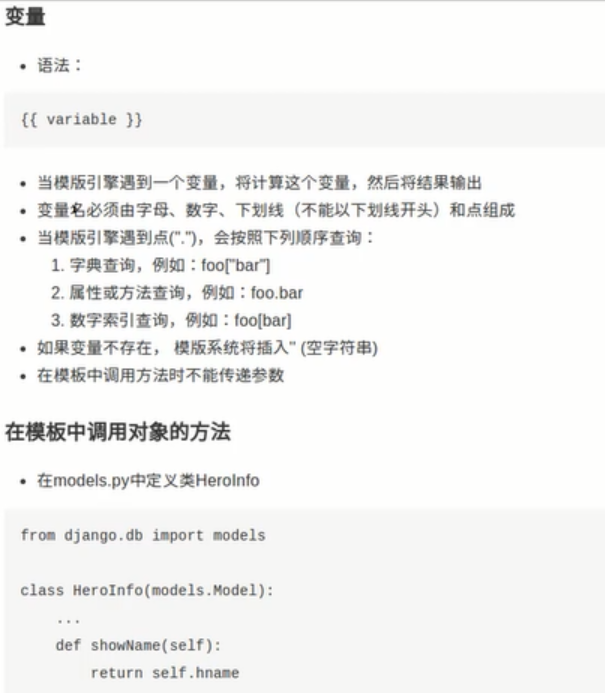 变量
• 语法：
{{ variable }}
• 当模版引擎遇到一个变量，将计算这个变量，然后将结果输出
• 变量名必须由字母、数字、下划线（不能以下划线开头）和点组成
• 当模版引擎遇到点(".")，会按照下列顺序查询：
1. 字典查询，例如：foo["bar"]
2. 属性或方法查询，例如：foo.bar
3. 数字索引查询，例如：foo[bar]
• 如果变量不存在， 模版系统将插入'' (空字符串)
• 在模板中调用方法时不能传递参数
在模板中调用对象的方法
• 在models.py中定义类HeroInfo
from django.db import models
class HeroInfo(models.Model):
    ...
    def showName(self):
        return self.hname